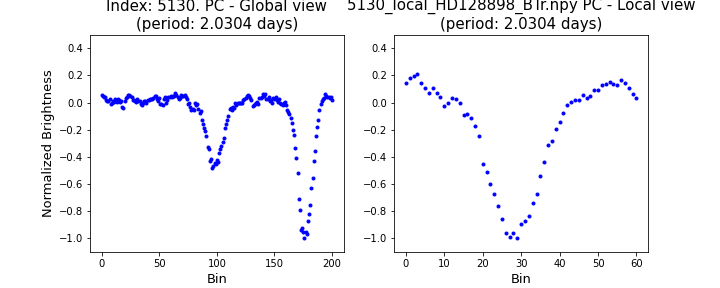 Index: 5130. PC - Global view
(period: 2.0304 days)
5130_local_HD128898_BTr.npy PC - Local view
(period: 2.0304 days)
Normalized Brightness
0.4
0.2
0.0
−0.2
−0.4
−0.6
−0.8
−1.0
0 50 100 150 200
Bin
0.4
0.2
0.0
−0.2
−0.4
−0.6
−0.8
−1.0
0 10 20 30 40 50 60
Bin